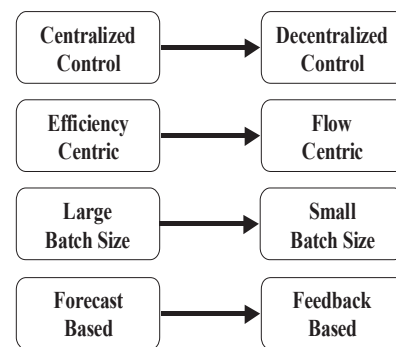 Centralized
Control
Decentralized
Control
Efficiency
Centric
Flow
Centric
Large
Batch Size
Small
Batch Size
Forecast
Based
Feedback
Based